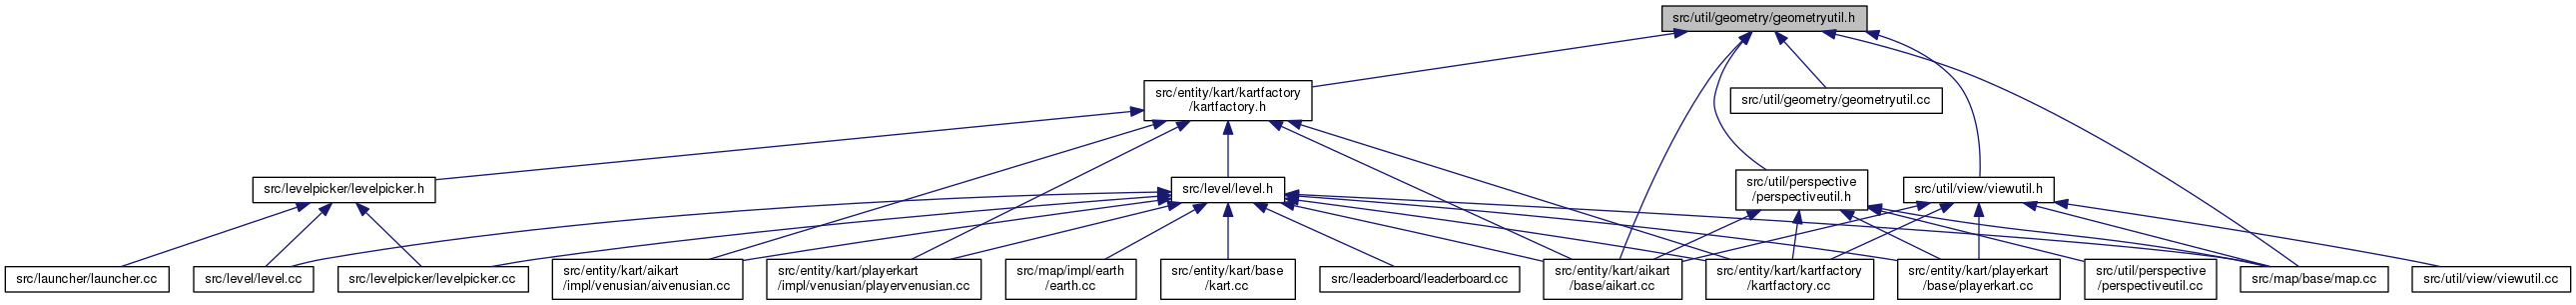 src/util/geometry/geometryutil.h
src/entity/kart/kartfactory
/kartfactory.h
src/util/geometry/geometryutil.cc
src/levelpicker/levelpicker.h
src/level/level.h
src/util/perspective
/perspectiveutil.h
src/util/view/viewutil.h
src/launcher/launcher.cc
src/level/level.cc
src/levelpicker/levelpicker.cc
src/entity/kart/aikart
/impl/venusian/aivenusian.cc
src/entity/kart/playerkart
/impl/venusian/playervenusian.cc
src/map/impl/earth
/earth.cc
src/entity/kart/base
/kart.cc
src/leaderboard/leaderboard.cc
src/entity/kart/aikart
/base/aikart.cc
src/entity/kart/kartfactory
/kartfactory.cc
src/entity/kart/playerkart
/base/playerkart.cc
src/util/perspective
/perspectiveutil.cc
src/map/base/map.cc
src/util/view/viewutil.cc